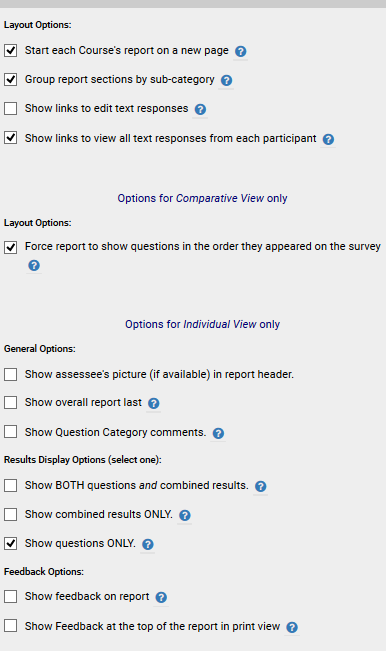 Layout Options:
Start each Course's report on a new page
Group report sections by sub-category
Show links to edit text responses
Show links to view all text responses from each participant
Options for Comparative View only
Layout Options:
Force report to show questions in the order they appeared on the survey
Options for Individual View only
General Options:
Show assessee's picture (if available) in report header.
Show overall report last
Show Question Category comments.
Results Display Options (select one):
Show BOTH questions and combined results.
Show combined results ONLY.
Show questions ONLY.
Feedback Options:
Show feedback on report
Show Feedback at the top of the report in print view